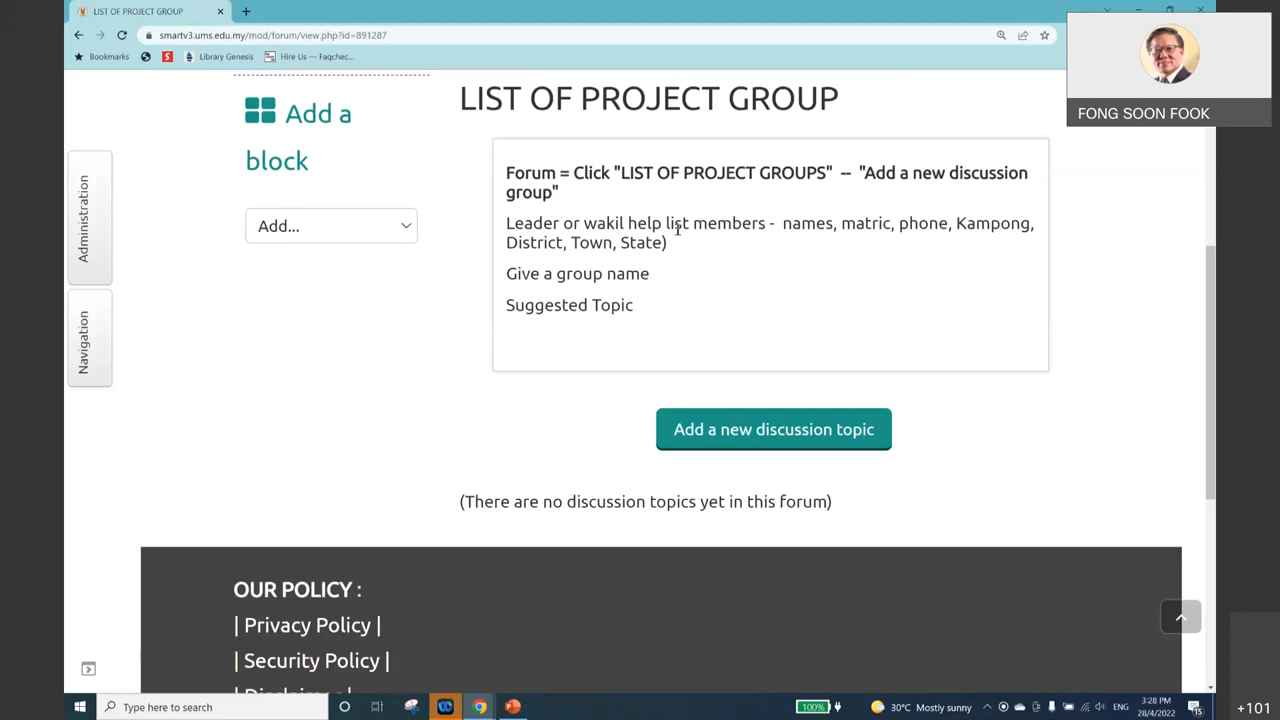 LIST OF PROJECT GROUP
smartv3.ums.edu.my/mod/forum/view.php?id=891287
Bookmarks
Library Genesis
Hire Us — Faqchec...
FONG SOON FOOK
Add a
block
Add...
Administration
Navigation
LIST OF PROJECT GROUP
Forum = Click "LIST OF PROJECT GROUPS" -- "Add a new discussion
group"
Leader or wakil help list members - names, matric, phone, Kampong,
District, Town, State)
Give a group name
Suggested Topic
Add a new discussion topic
(There are no discussion topics yet in this forum)
OUR POLICY :
| Privacy Policy |
| Security Policy |
Type here to search
100%
30°C Mostly sunny
ENG
3:28 PM
28/4/2022
15
+101